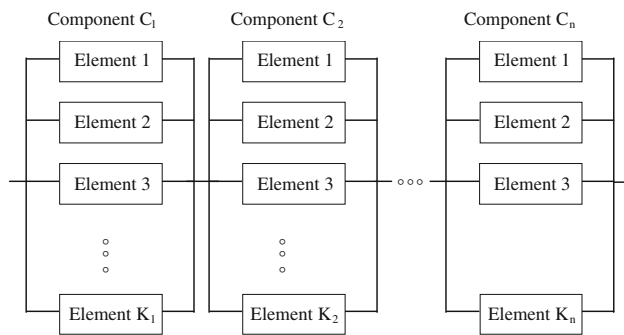 Component C₁ Component C₂ Component Cₙ
Element 1 Element 1 Element 1
Element 2 Element 2 Element 2
Element 3 Element 3 Element 3
Element K₁ Element K₂ Element Kₙ